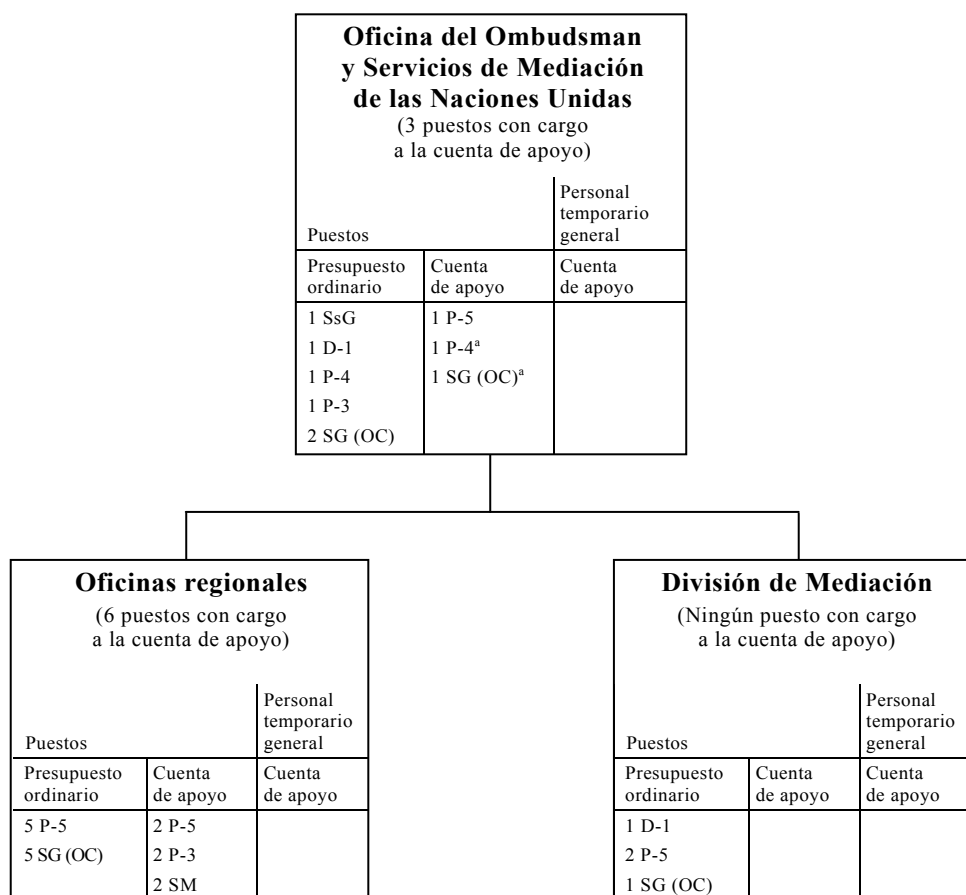 Oficina del Ombudsman
y Servicios de Mediación
de las Naciones Unidas
(3 puestos con cargo
a la cuenta de apoyo)
Puestos
Personal
temporario
general
Presupuesto
ordinario
Cuenta
de apoyo
Cuenta
de apoyo
1 SsG
1 D-1
1 P-4
1 P-3
2 SG (OC)
1 P-5
1 P-4ª
1 SG (OC)ª
Oficinas regionales
(6 puestos con cargo
a la cuenta de apoyo)
Puestos
Personal
temporario
general
Presupuesto
ordinario
Cuenta
de apoyo
Cuenta
de apoyo
5 P-5
5 SG (OC)
2 P-5
2 P-3
2 SM
División de Mediación
(Ningún puesto con cargo
a la cuenta de apoyo)
Puestos
Personal
temporario
general
Presupuesto
ordinario
Cuenta
de apoyo
Cuenta
de apoyo
1 D-1
2 P-5
1 SG (OC)